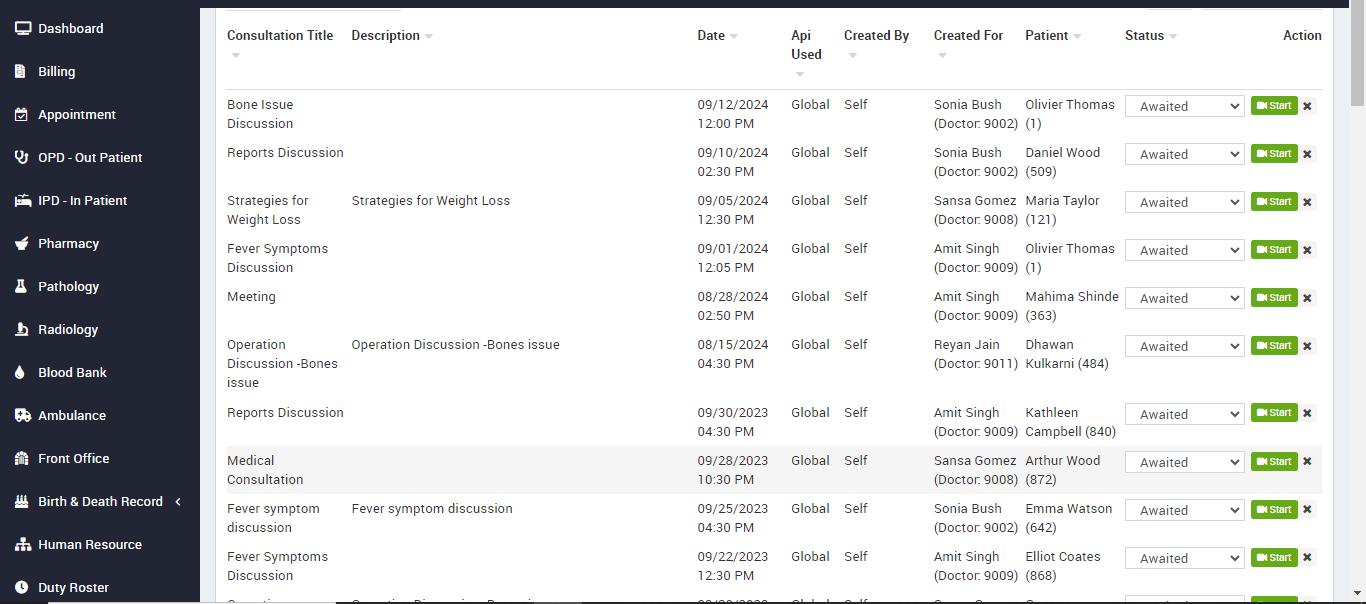 Dashboard
Billing
Appointment
OPD - Out Patient
IPD - In Patient
Pharmacy
Pathology
Radiology
Blood Bank
Ambulance
Front Office
Birth & Death Record
Human Resource
Duty Roster
Consultation Title Description Date Api Created By Created For Patient Status Action
Used
Bone Issue 09/12/2024 Global Self Sonia Bush Olivier Thomas Awaited Start
Discussion 12:00 PM (Doctor: 9002) (1)
Reports Discussion 09/10/2024 Global Self Sonia Bush Daniel Wood Awaited Start
02:30 PM (Doctor: 9002) (509)
Strategies for Strategies for Weight Loss 09/05/2024 Global Self Sansa Gomez Maria Taylor Awaited Start
Weight Loss 12:30 PM (Doctor: 9008) (121)
Fever Symptoms 09/01/2024 Global Self Amit Singh Olivier Thomas Awaited Start
Discussion 12:05 PM (Doctor: 9009) (1)
Meeting 08/28/2024 Global Self Amit Singh Mahima Shinde Awaited Start
02:50 PM (Doctor: 9009) (363)
Operation Operation Discussion -Bones issue 08/15/2024 Global Self Reyan Jain Dhawan Awaited Start
Discussion -Bones 04:30 PM (Doctor: 9011) Kulkarni (484)
issue
Reports Discussion 09/30/2023 Global Self Amit Singh Kathleen Awaited Start
04:30 PM (Doctor: 9009) Campbell (840)
Medical 09/28/2023 Global Self Sansa Gomez Arthur Wood Awaited Start
Consultation 10:30 PM (Doctor: 9008) (872)
Fever symptom Fever symptom discussion 09/25/2023 Global Self Sonia Bush Emma Watson Awaited Start
discussion 04:30 PM (Doctor: 9002) (642)
Fever Symptoms 09/22/2023 Global Self Amit Singh Elliot Coates Awaited Start
Discussion 12:30 PM (Doctor: 9009) (868)